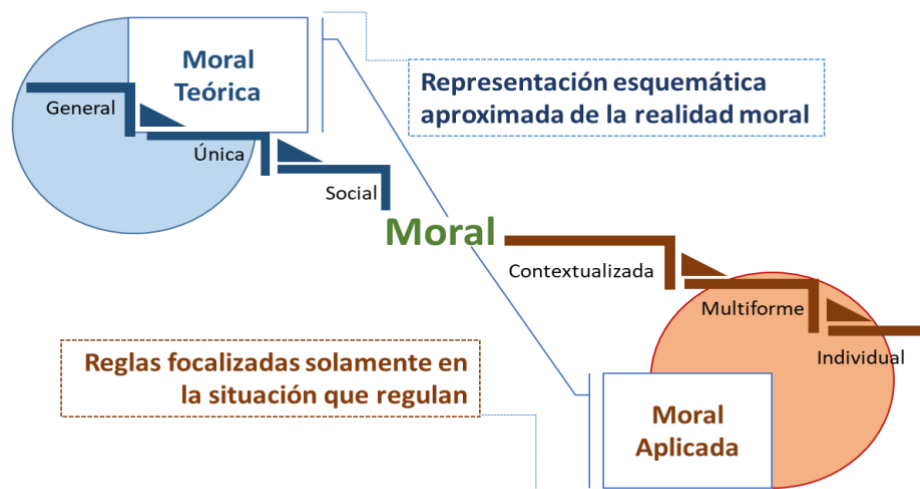 Moral
Teórica
General
Única
Social
Representación esquemática
aproximada de la realidad moral
Moral
Contextualizada
Multiforme
Individual
Reglas focalizadas solamente en
la situación que regulan
Moral
Aplicada